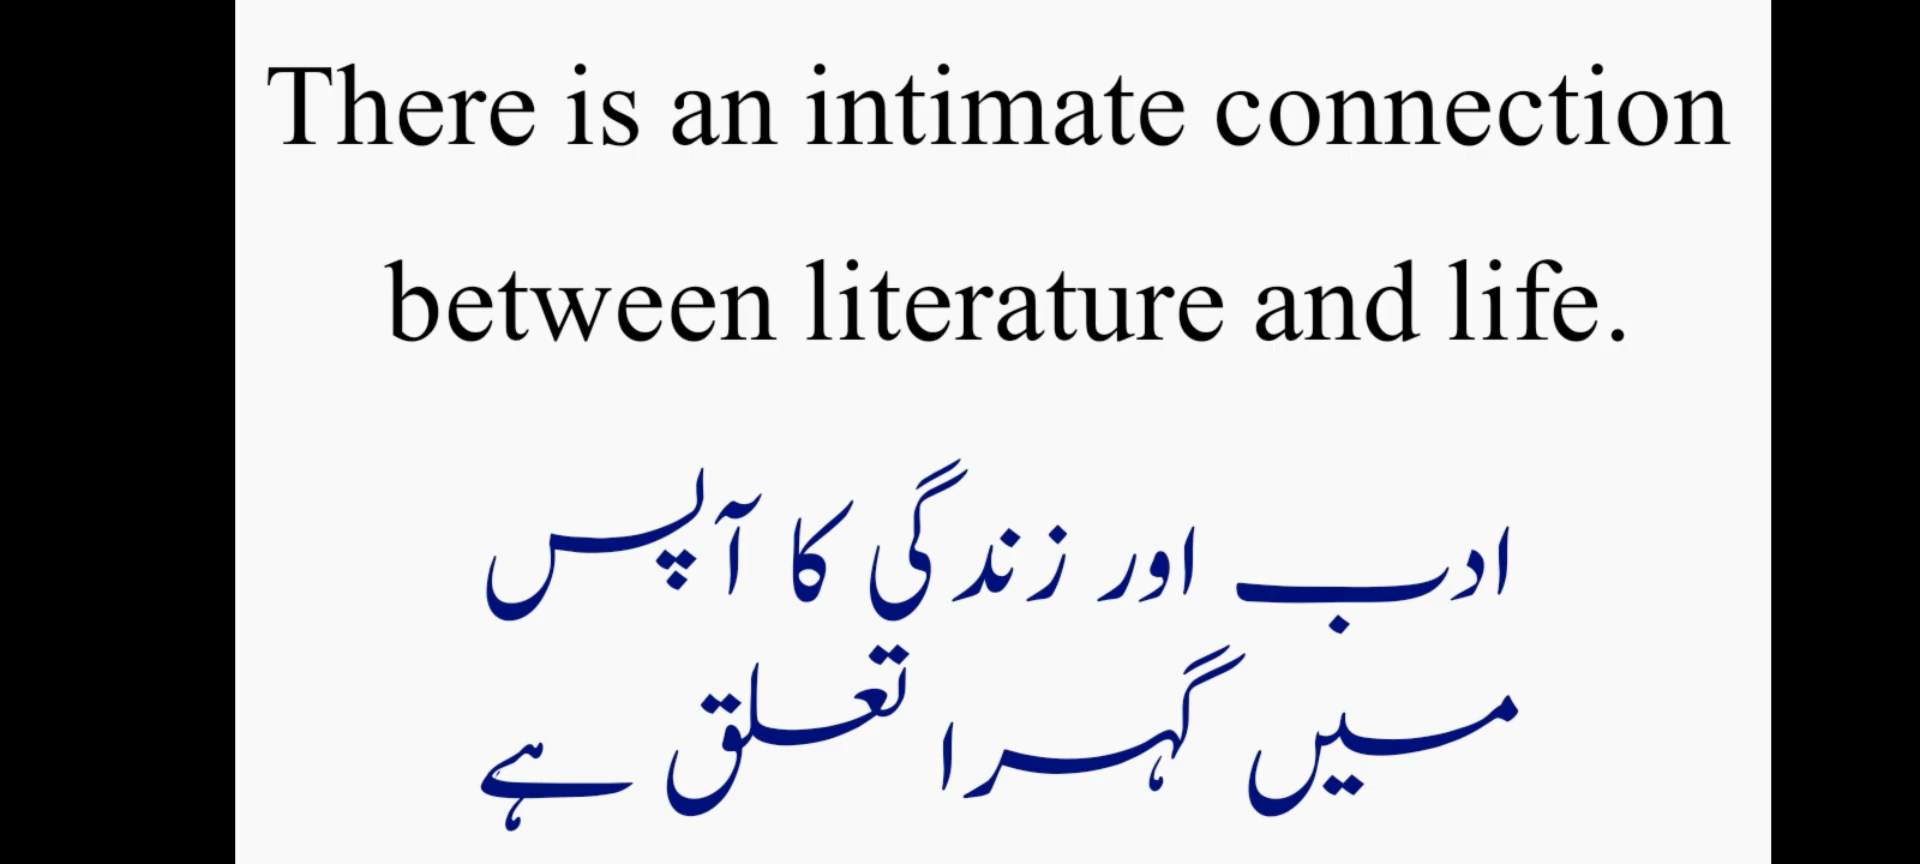 There is an intimate connection
between literature and life.
ادب اور زندگی کا آپس
میں گہرا تعلق ہے